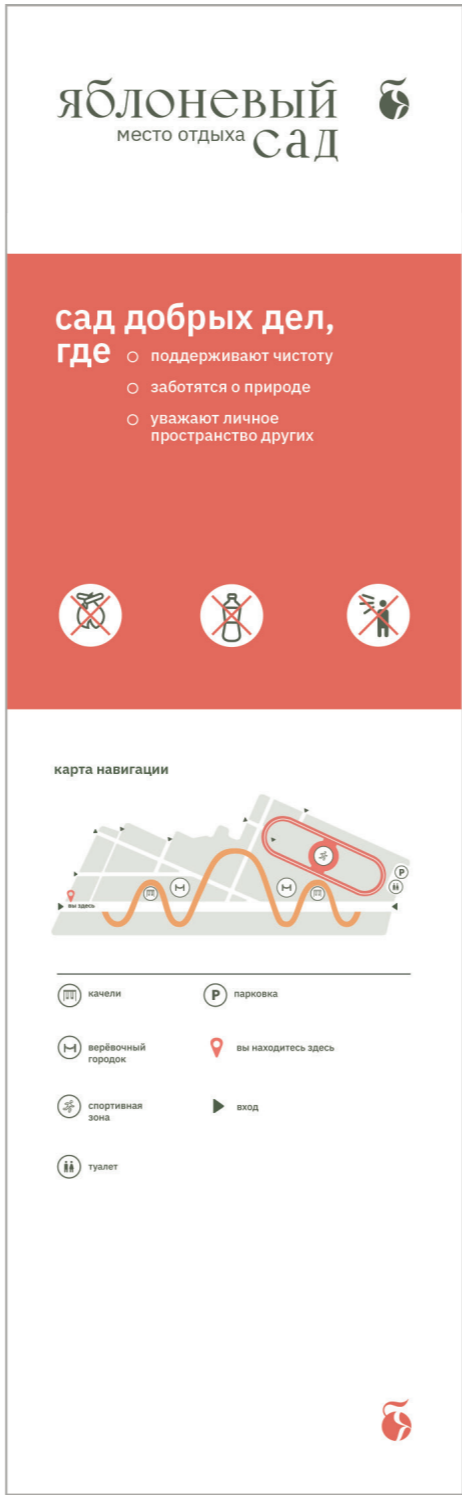 яблоневый
место отдыха сад
сад добрых дел,
где
поддерживают чистоту
заботятся о природе
уважают личное
пространство других
карта навигации
P
вы здесь
качели
P парковка
верёвочный
городок
вы находитесь здесь
спортивная
зона
вход
туалет